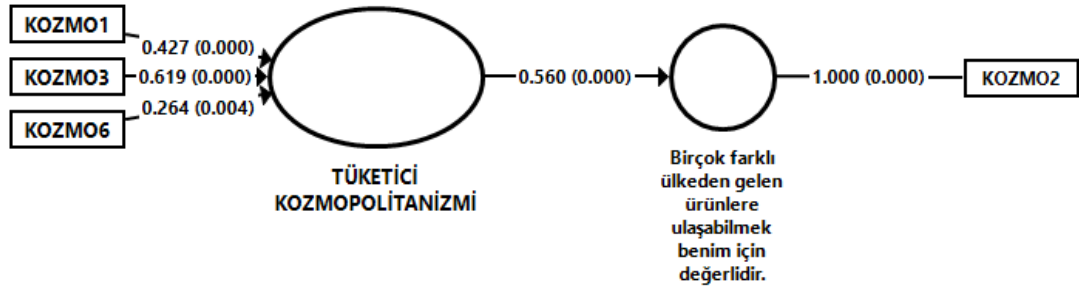 KOZMO1
0.427 (0.000)
KOZMO3
0.619 (0.000)
0.264 (0.004)
KOZMO6
0.560 (0.000)
1.000 (0.000)
KOZMO2
TÜKETİCİ
KOZMOPOLİTANİZMİ
Birçok farklı
ülkeden gelen
ürünlere
ulaşabilmek
benim için
değerlidir.